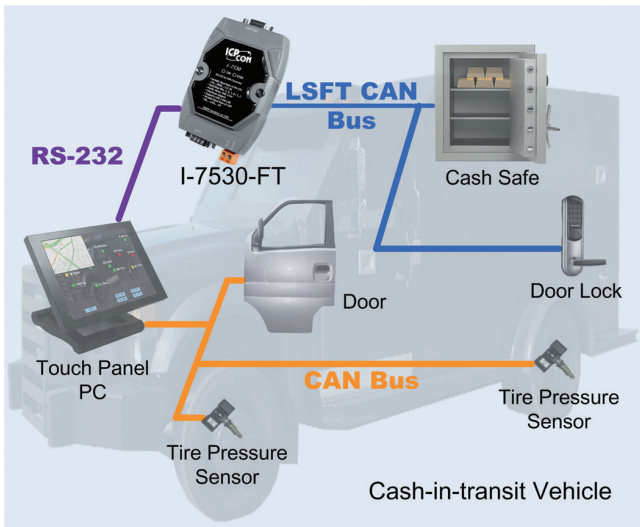 ICP
CON
i-7530
LSFT CAN
Bus
RS-232
I-7530-FT
Cash Safe
Door
Door Lock
Touch Panel
PC
CAN Bus
Tire Pressure
Sensor
Tire Pressure
Sensor
Cash-in-transit Vehicle